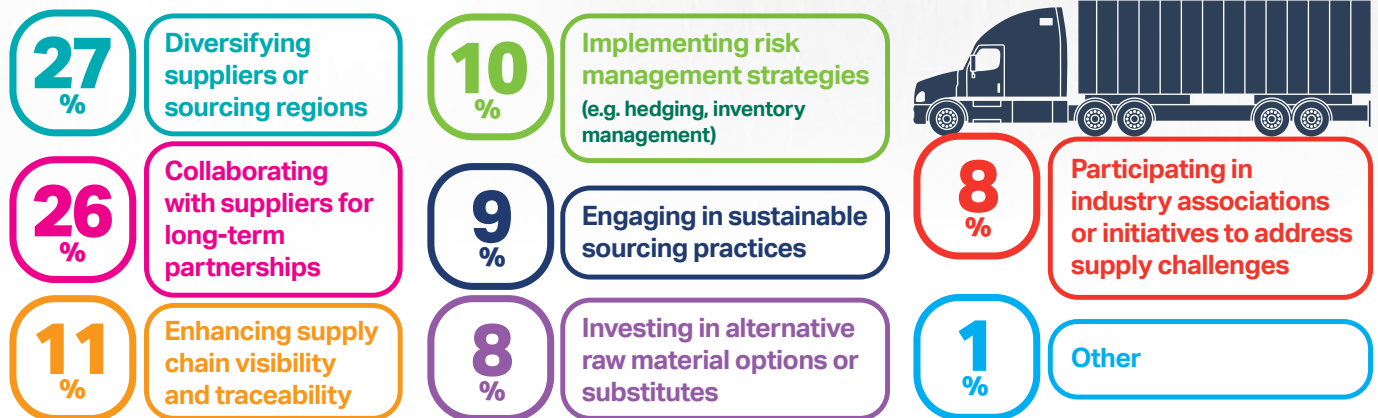 27
%
Diversifying
suppliers or
sourcing regions
26
%
Collaborating
with suppliers for
long-term
partnerships
11
%
Enhancing supply
chain visibility
and traceability
10
%
Implementing risk
management strategies
(e.g. hedging, inventory
management)
9
%
Engaging in sustainable
sourcing practices
8
%
Investing in alternative
raw material options or
substitutes
8
%
Participating in
industry associations
or initiatives to address
supply challenges
1
%
Other